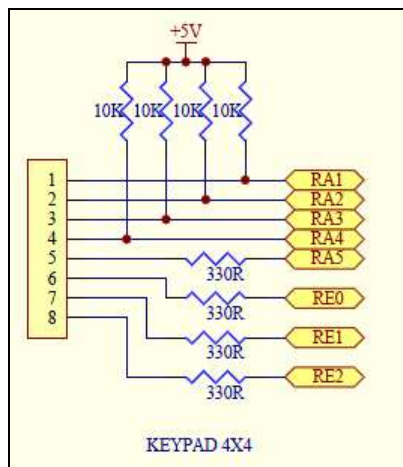 +5V
10K 10K 10K 10K
1 RA1
2 RA2
3 RA3
4 RA4
5 RA5
330R
6 RE0
330R
7 RE1
8 330R
RE2
330R
KEYPAD 4X4